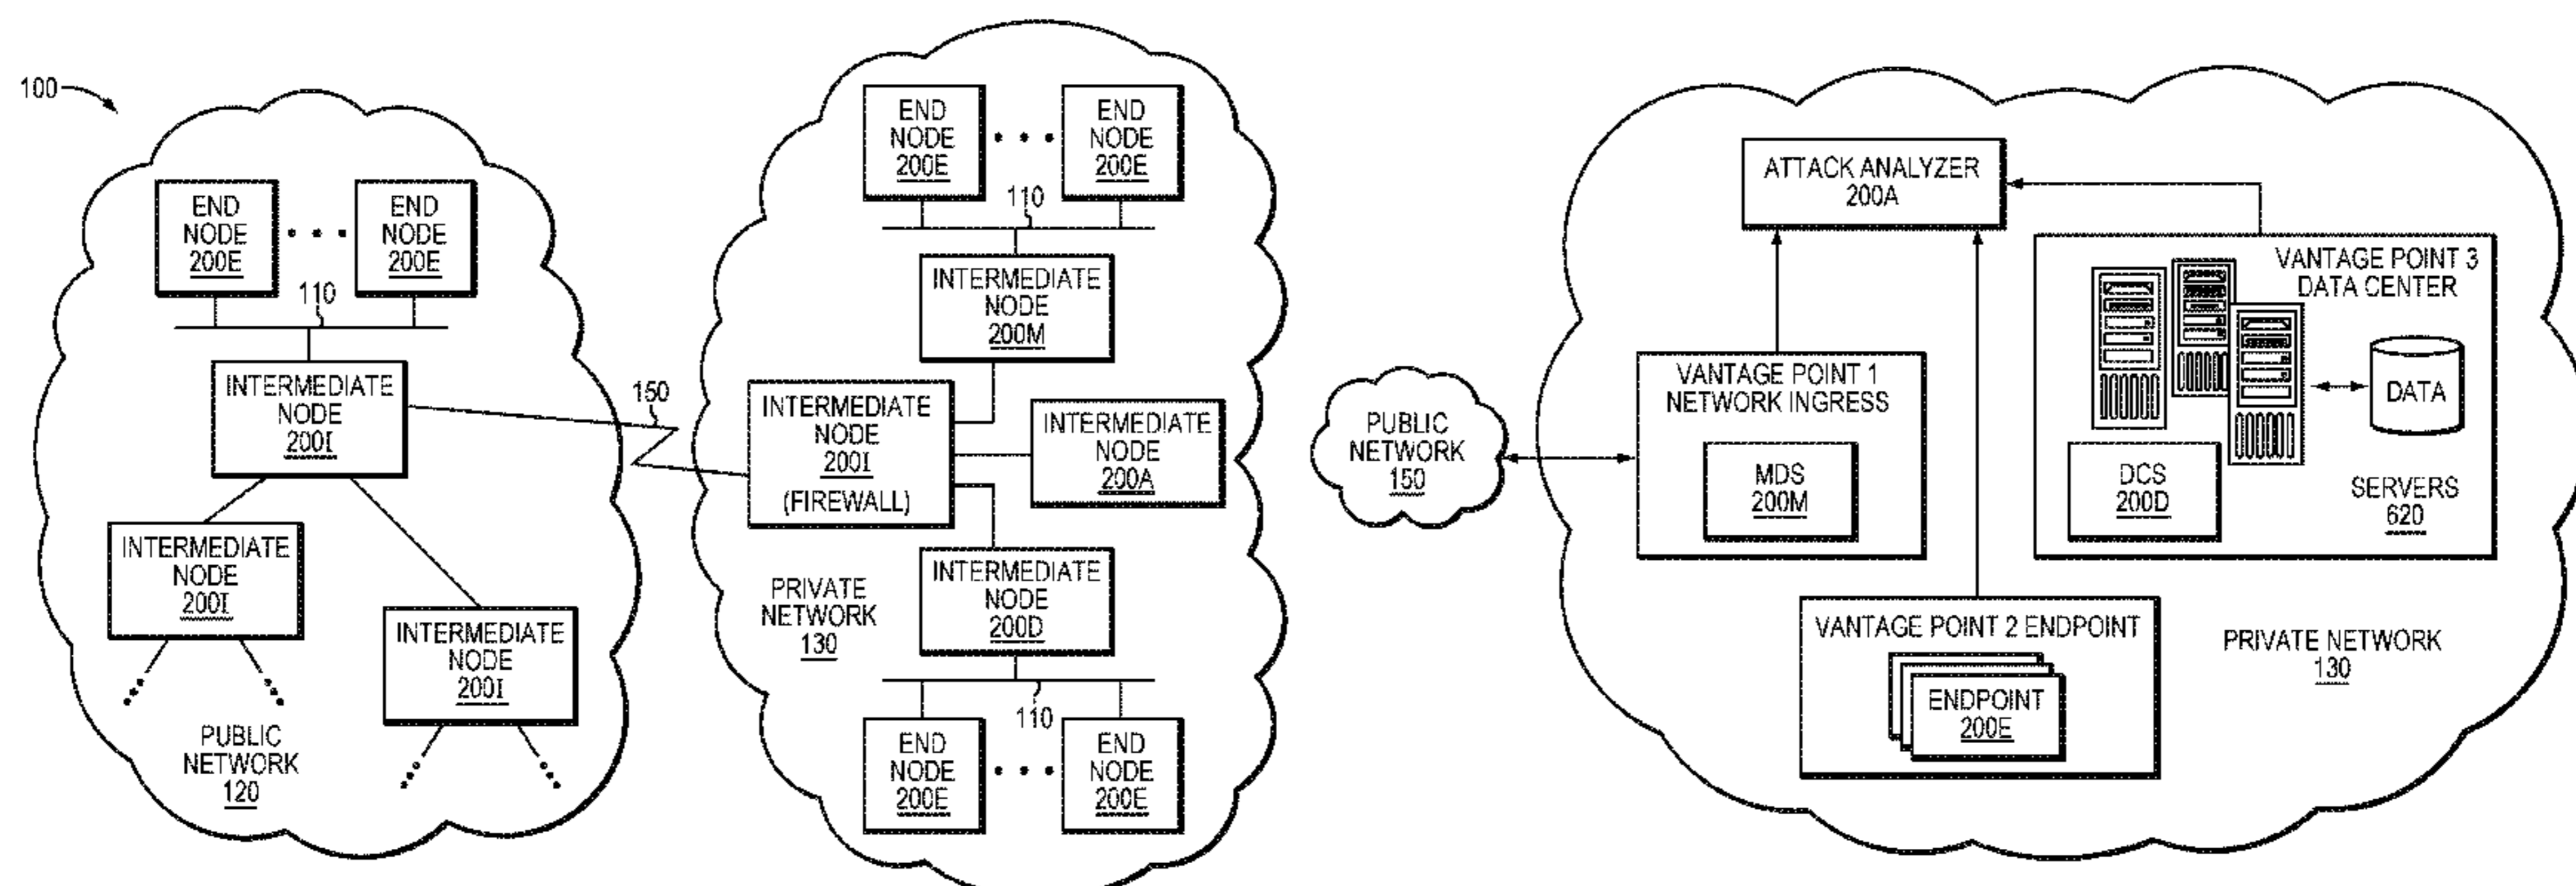 100
END
NODE
200E
END
NODE
200E
110
INTERMEDIATE
NODE
200I
INTERMEDIATE
NODE
200I
INTERMEDIATE
NODE
200I
PUBLIC
NETWORK
120
150
END
NODE
200E
END
NODE
200E
110
INTERMEDIATE
NODE
200M
INTERMEDIATE
NODE
200I
(FIREWALL)
INTERMEDIATE
NODE
200A
INTERMEDIATE
NODE
200D
PRIVATE
NETWORK
130
110
END
NODE
200E
END
NODE
200E
PUBLIC
NETWORK
150
ATTACK ANALYZER
200A
VANTAGE POINT 1
NETWORK INGRESS
MDS
200M
VANTAGE POINT 3
DATA CENTER
DATA
DCS
200D
SERVERS
620
VANTAGE POINT 2 ENDPOINT
ENDPOINT
200E
PRIVATE NETWORK
130